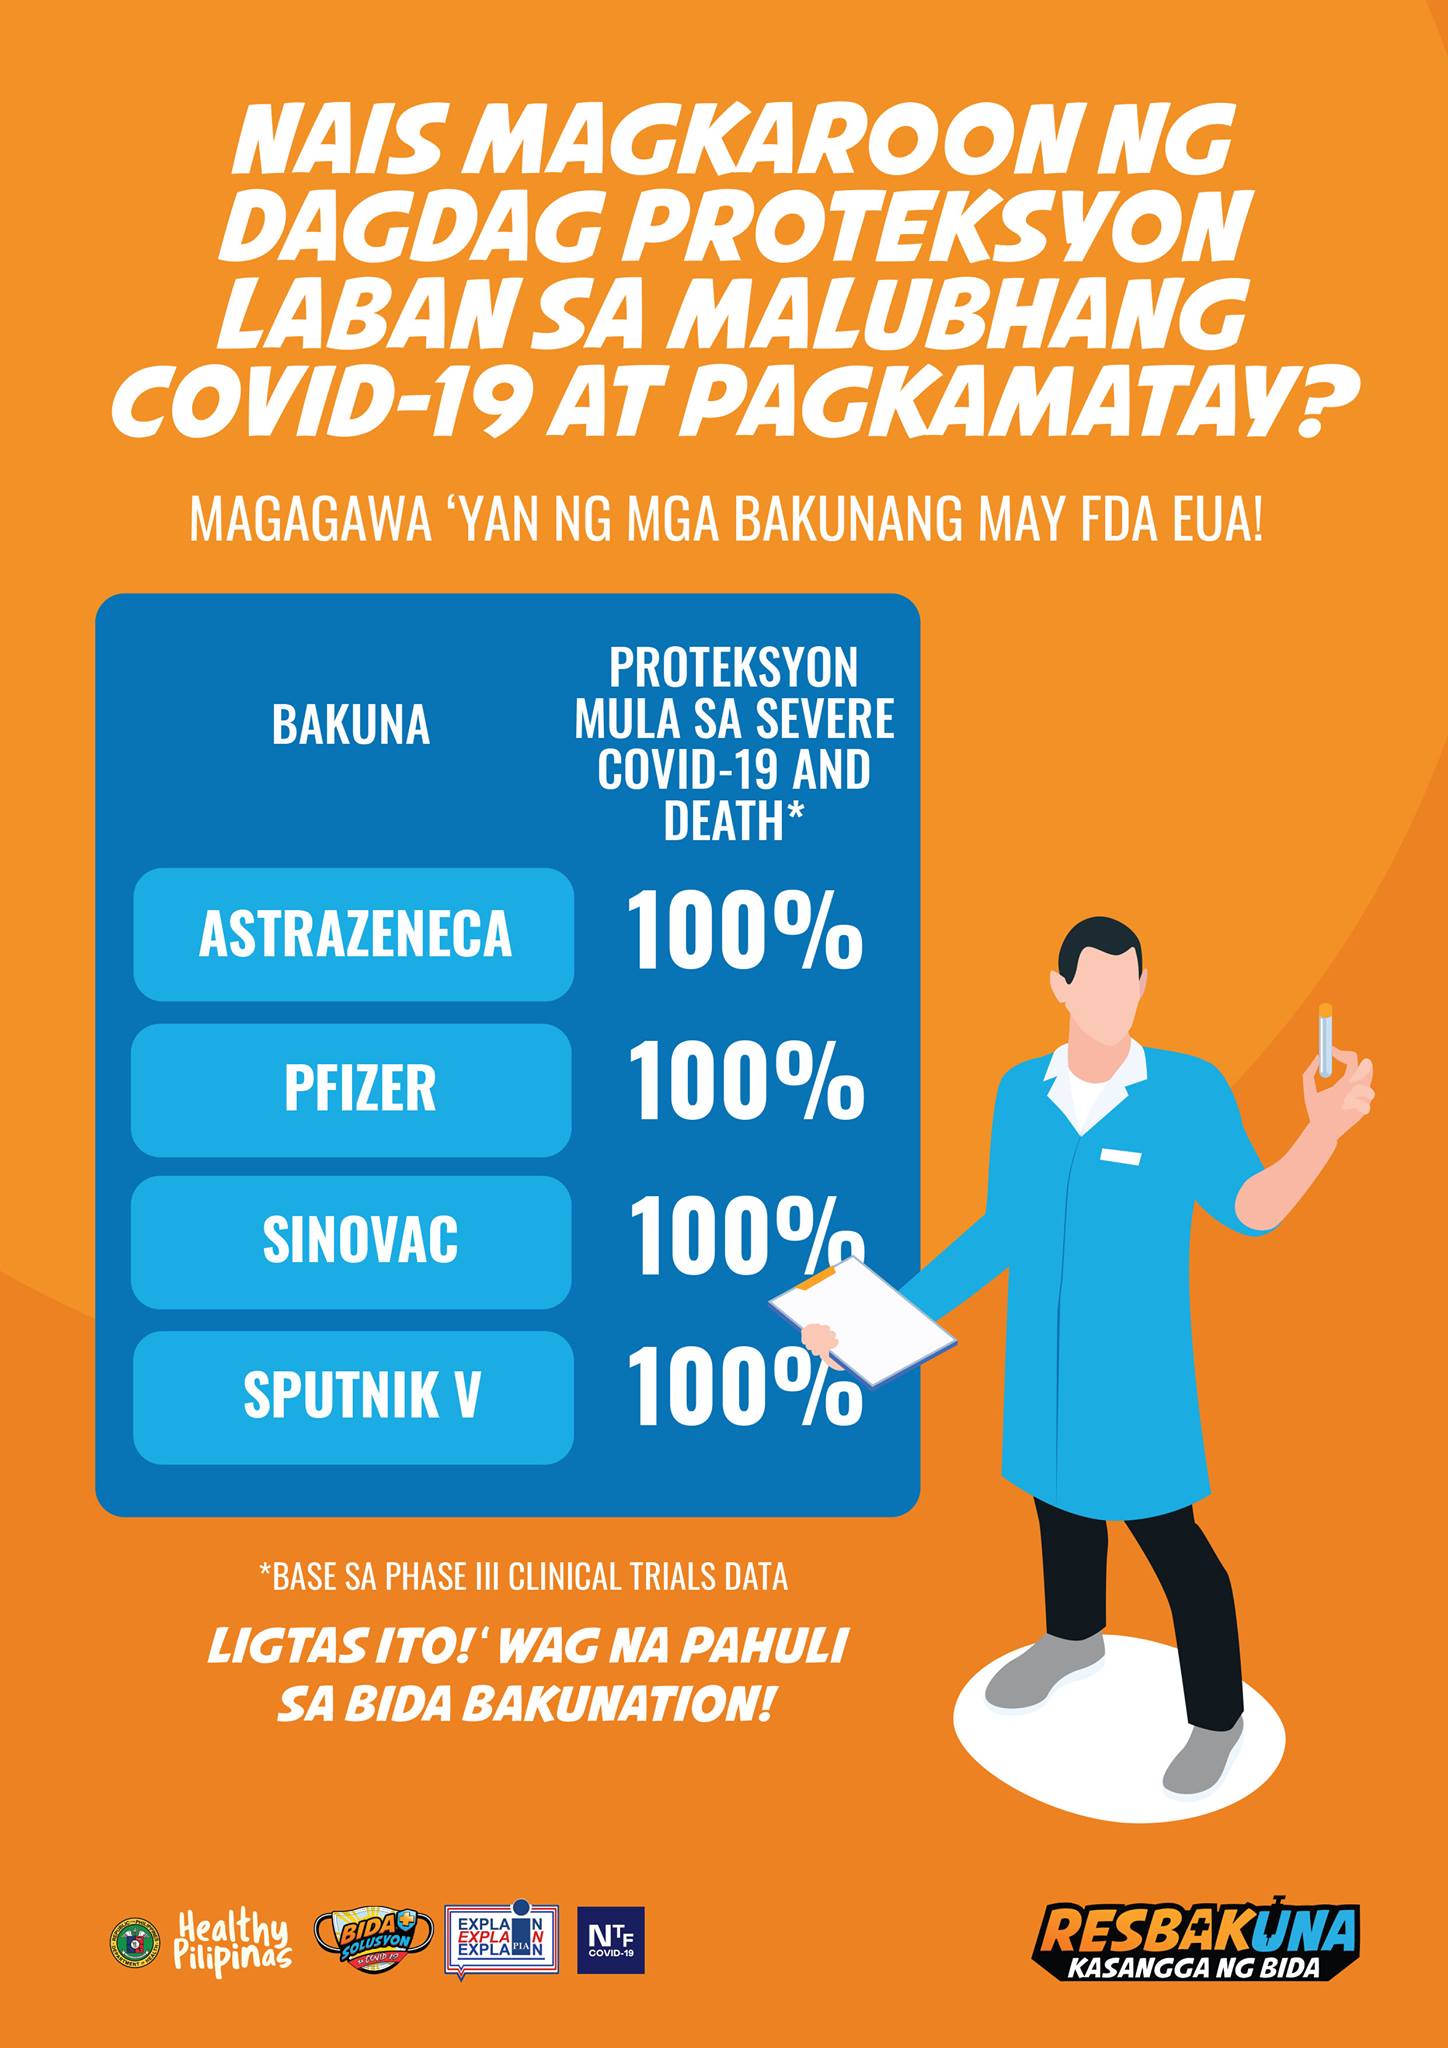 NAIS MAGKAROON NG
DAGDAG PROTEKSYON
LABAN SA MALUBHANG
COVID-19 AT PAGKAMATAY?
MAGAGAWA ‘YAN NG MGA BAKUNANG MAY FDA EUA!
BAKUNA
PROTEKSYON
MULA SA SEVERE
COVID-19 AND
DEATH*
ASTRAZENECA 100%
PFIZER 100%
SINOVAC 100%
SPUTNIK V 100%
*BASE SA PHASE III CLINICAL TRIALS DATA
LIGTAS ITO! ‘WAG NA PAHULI
SA BIDA BAKUNATION!
Healthy
Pilipinas
BIDA
SOLUSYON
EXPLAIN
EXPLAIN
EXPLAIN
PIA
NTF
COVID-19
RESBAKUNA
KASANGGA NG BIDA